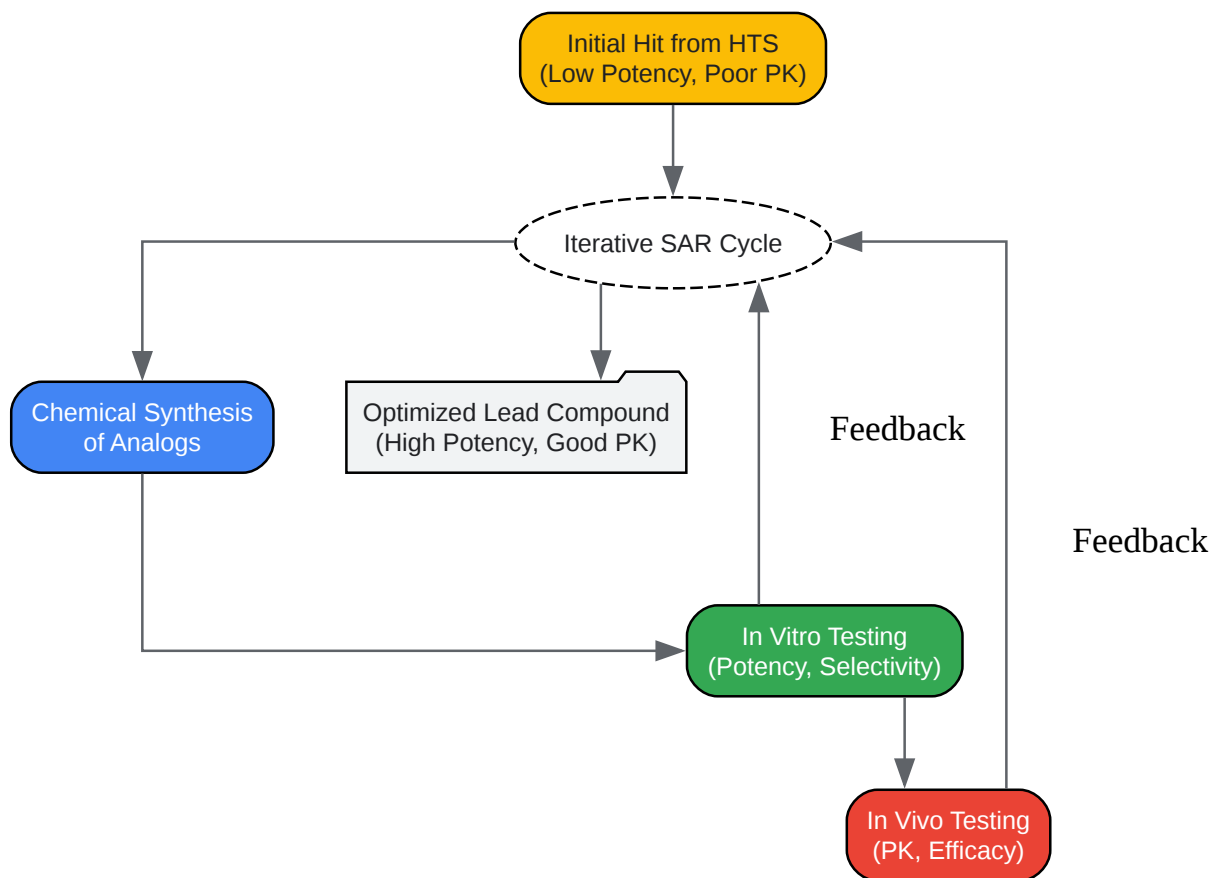 Initial Hit from HTS
(Low Potency, Poor PK)
Iterative SAR Cycle
Chemical Synthesis
of Analogs
Optimized Lead Compound
(High Potency, Good PK)
Feedback
Feedback
In Vitro Testing
(Potency, Selectivity)
In Vivo Testing
(PK, Efficacy)